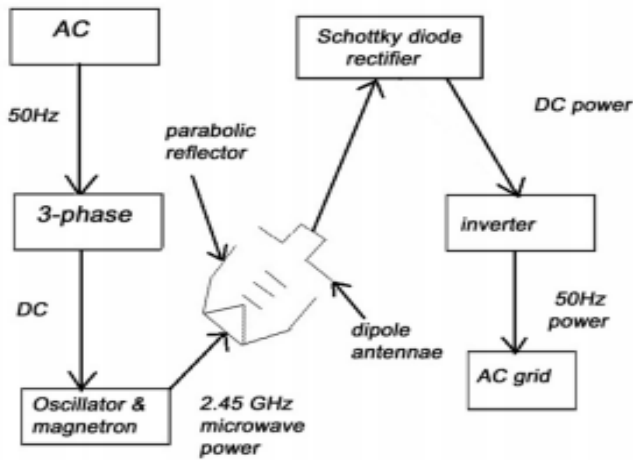 AC
50Hz
3-phase
DC
Oscillator &
magnetron
2.45 GHz
microwave
power
parabolic
reflector
dipole
antennae
Schottky diode
rectifier
DC power
inverter
50Hz
power
AC grid